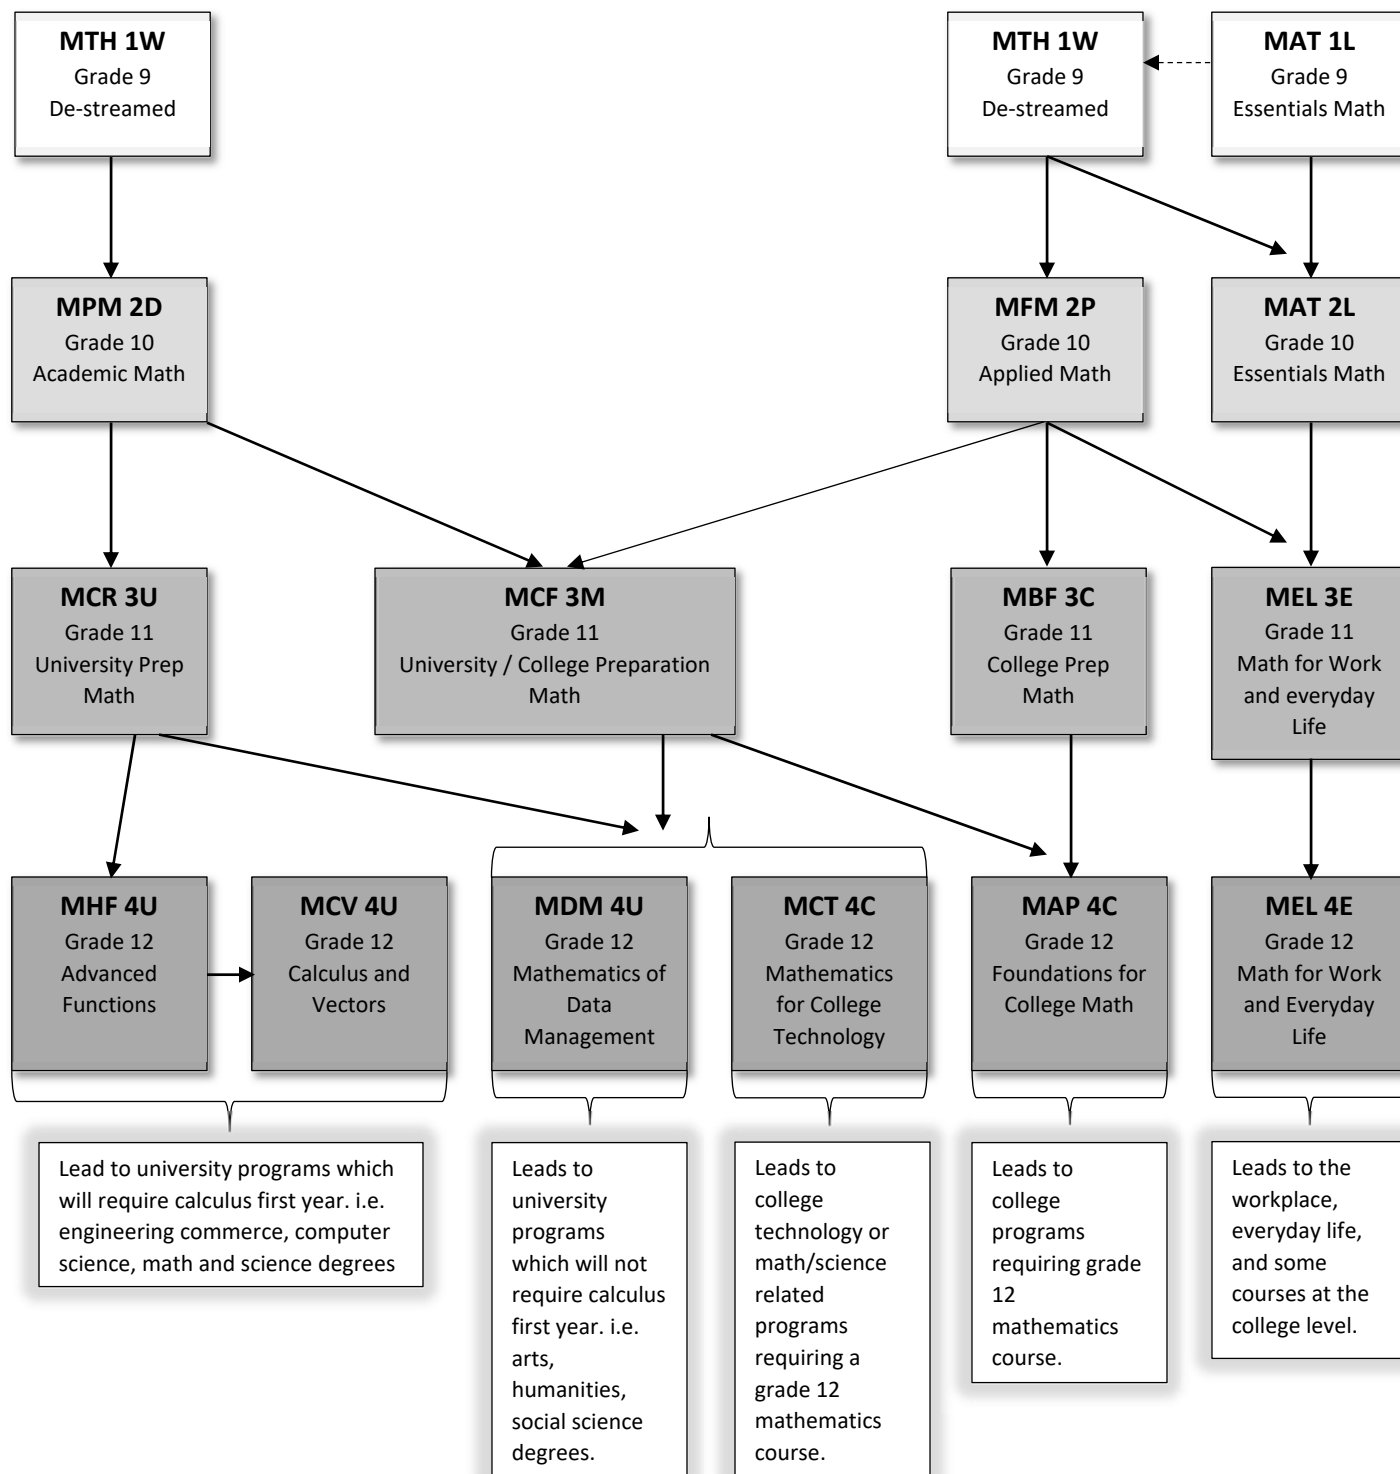 MTH 1W
Grade 9
De-streamed
MTH 1W
Grade 9
De-streamed
MAT 1L
Grade 9
Essentials Math
MPM 2D
Grade 10
Academic Math
MFM 2P
Grade 10
Applied Math
MAT 2L
Grade 10
Essentials Math
MCR 3U
Grade 11
University Prep
Math
MCF 3M
Grade 11
University / College Preparation
Math
MBF 3C
Grade 11
College Prep
Math
MEL 3E
Grade 11
Math for Work
and everyday
Life
MHF 4U
Grade 12
Advanced
Functions
MCV 4U
Grade 12
Calculus and
Vectors
MDM 4U
Grade 12
Mathematics of
Data
Management
MCT 4C
Grade 12
Mathematics
for College
Technology
MAP 4C
Grade 12
Foundations for
College Math
MEL 4E
Grade 12
Math for Work
and Everyday
Life
Lead to university programs which
will require calculus first year. i.e.
engineering commerce, computer
science, math and science degrees
Leads to
university
programs
which will not
require calculus
first year. i.e.
arts,
humanities,
social science
degrees.
Leads to
college
technology or
math/science
related
programs
requiring a
grade 12
mathematics
course.
Leads to
college
programs
requiring grade
12
mathematics
course.
Leads to the
workplace,
everyday life,
and some
courses at the
college level.